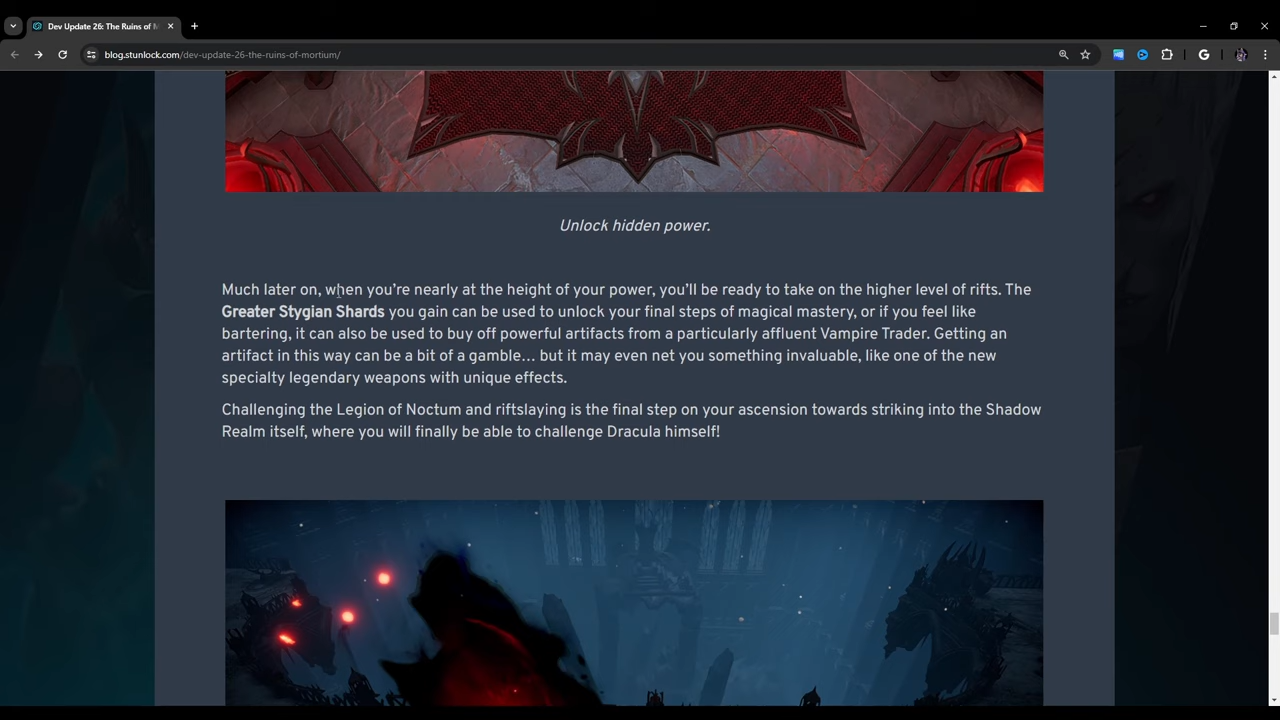 Dev Update 26: The Ruins of M
blog.stunlock.com/dev-update-26-the-ruins-of-mortium/
Unlock hidden power.
Much later on, when you're nearly at the height of your power, you'll be ready to take on the higher level of rifts. The
Greater Stygian Shards you gain can be used to unlock your final steps of magical mastery, or if you feel like
bartering, it can also be used to buy off powerful artifacts from a particularly affluent Vampire Trader. Getting an
artifact in this way can be a bit of a gamble... but it may even net you something invaluable, like one of the new
specialty legendary weapons with unique effects.
Challenging the Legion of Noctum and riftslaying is the final step on your ascension towards striking into the Shadow
Realm itself, where you will finally be able to challenge Dracula himself!